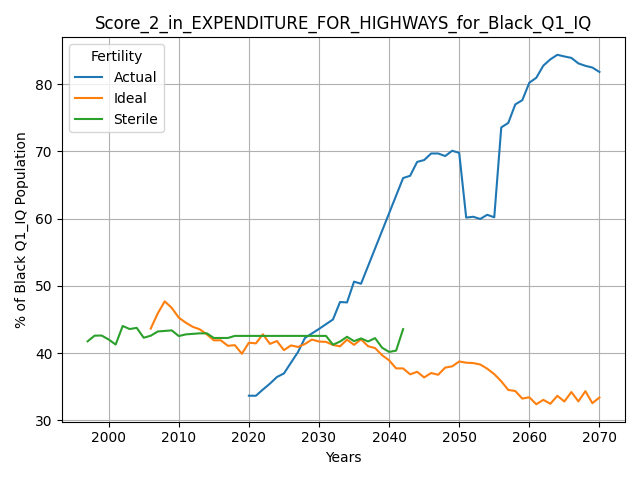 Score_2_in_EXPENDITURE_FOR_HIGHWAYS_for_Black_Q1_IQ
Fertility
Actual
Ideal
Sterile
% of Black Q1_IQ Population
80
70
60
50
40
30
2000
2010
2020
2030
2040
2050
2060
2070
Years